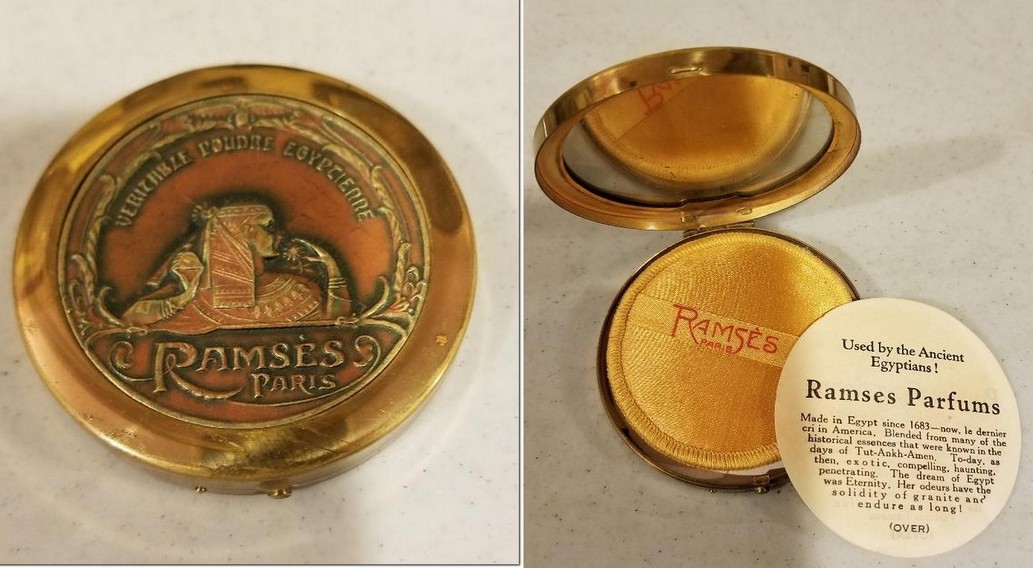 VERITABLE POUDRE EGYPTIENNE
RAMSÈS
PARIS
RAMSÈS
PARIS
Used by the Ancient
Egyptians!
Ramses Parfums
Made in Egypt since 1683—now, le dernier
cri in America. Blended from many of the
historical essences that were known in the
days of Tut-Ankh-Amen. To-day, as
then, exotic, compelling, haunting,
penetrating. The dream of Egypt
was Eternity. Her odeurs have the
solidity of granite and
endure as long!
(OVER)